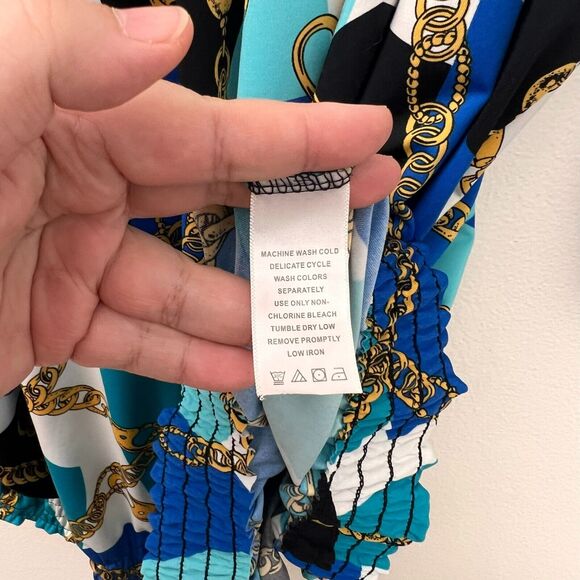 MACHINE WASH COLD
DELICATE CYCLE
WASH COLORS
SEPARATELY
USE ONLY NON-
CHLORINE BLEACH
TUMBLE DRY LOW
REMOVE PROMPTLY
LOW IRON